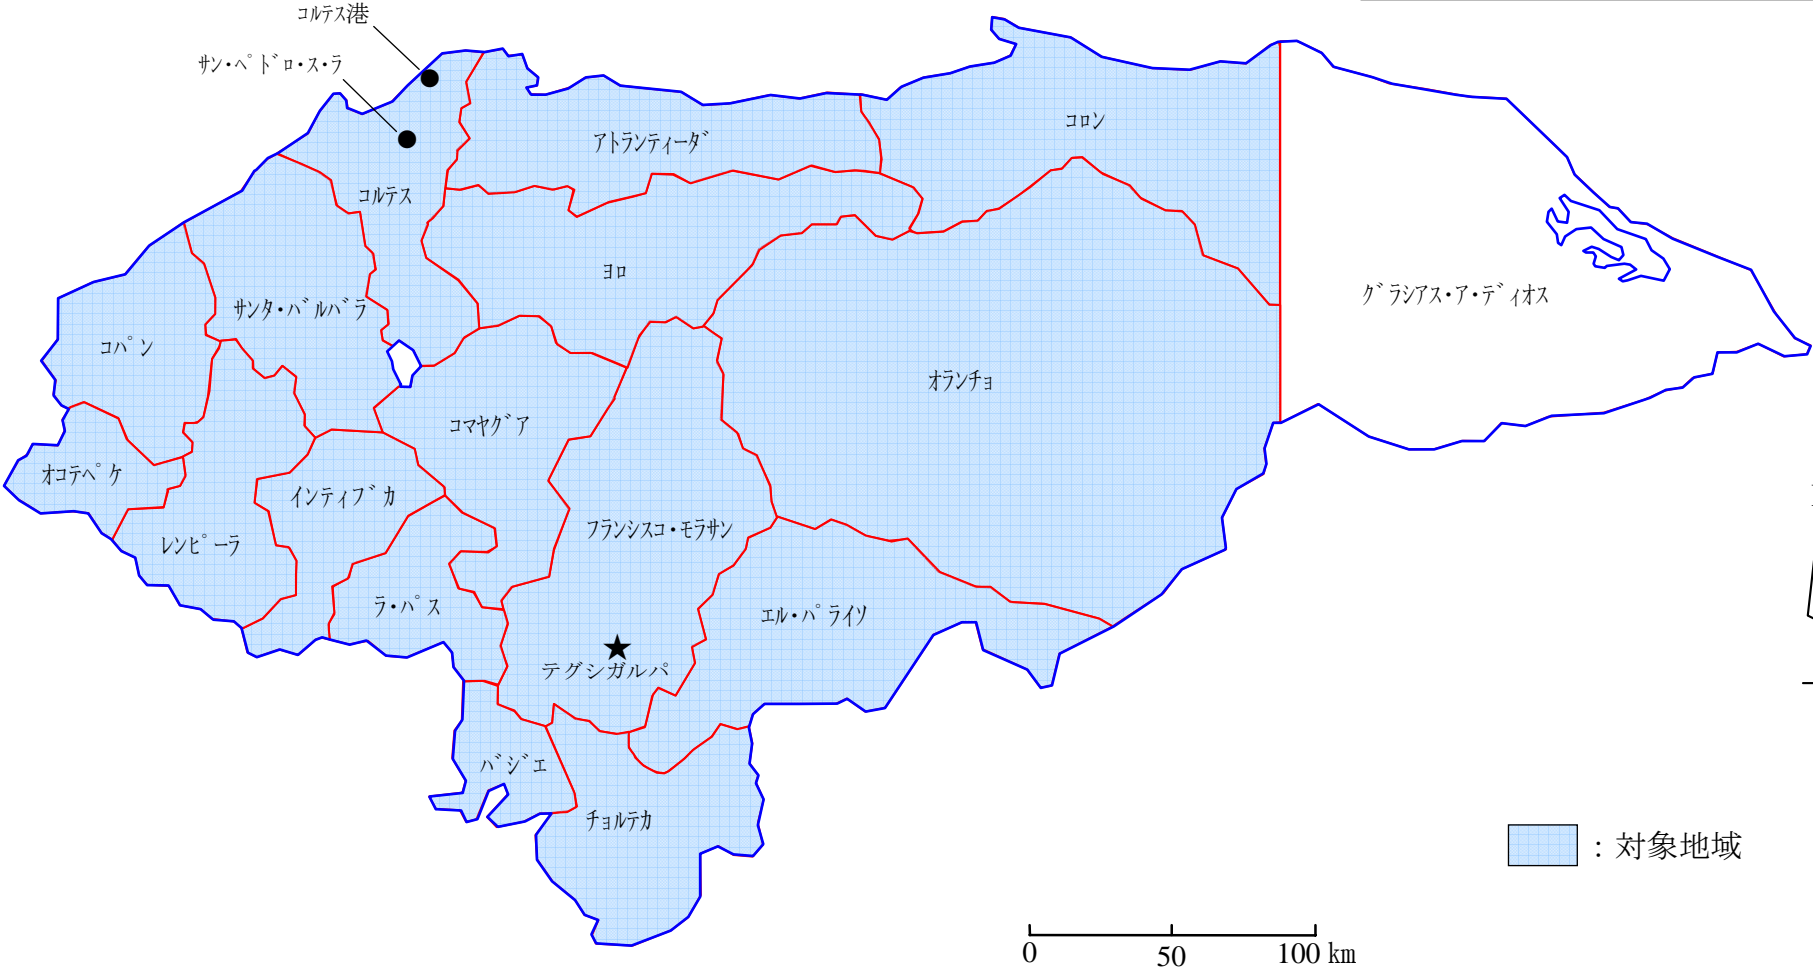 コルテス港
サン・ペドロ・ス・ラ
コロン
アトランティーダ
コルテス
ヨロ
グラシアス・ア・ディオス
サンタ・バルバラ
コパン
オランチョ
コマヤグア
オコテペケ
インティブカ
フランシスコ・モラサン
レンピーラ
ラ・パス
エル・パライソ
テグシガルパ
バジェ
チョルテカ
：対象地域
0 50 100 km